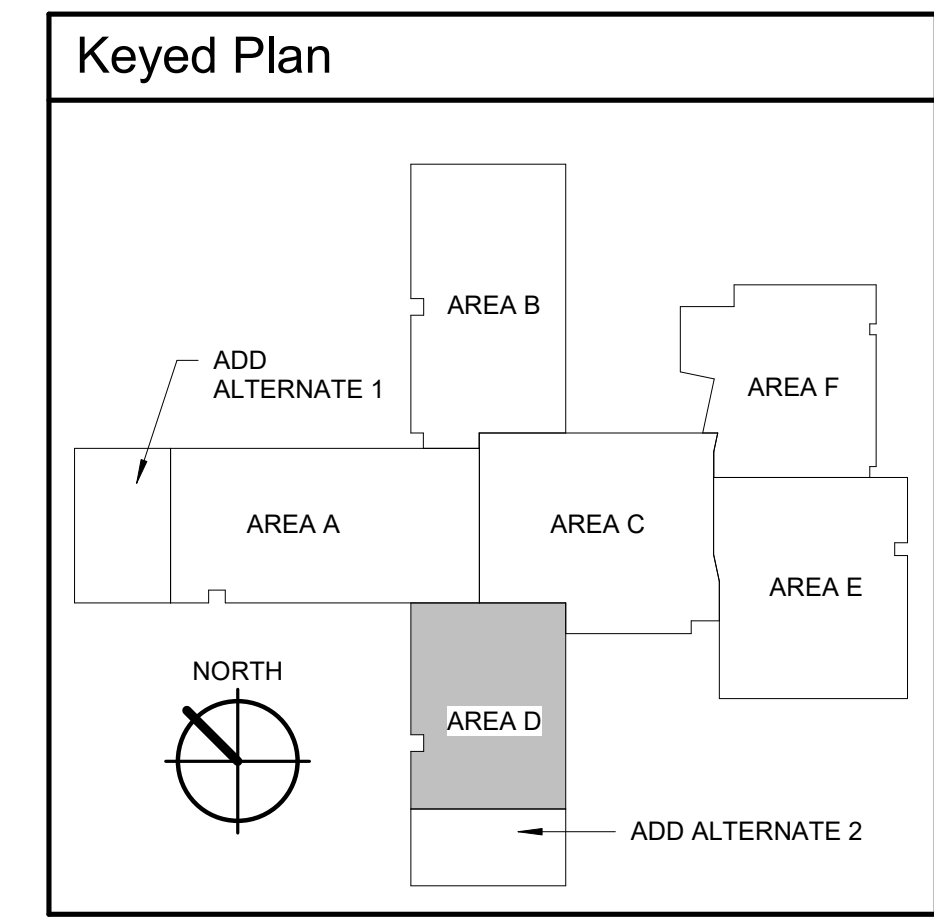 Keyed Plan
AREA B
ADD
ALTERNATE 1
AREA F
AREA A
AREA C
AREA E
NORTH
AREA D
ADD ALTERNATE 2